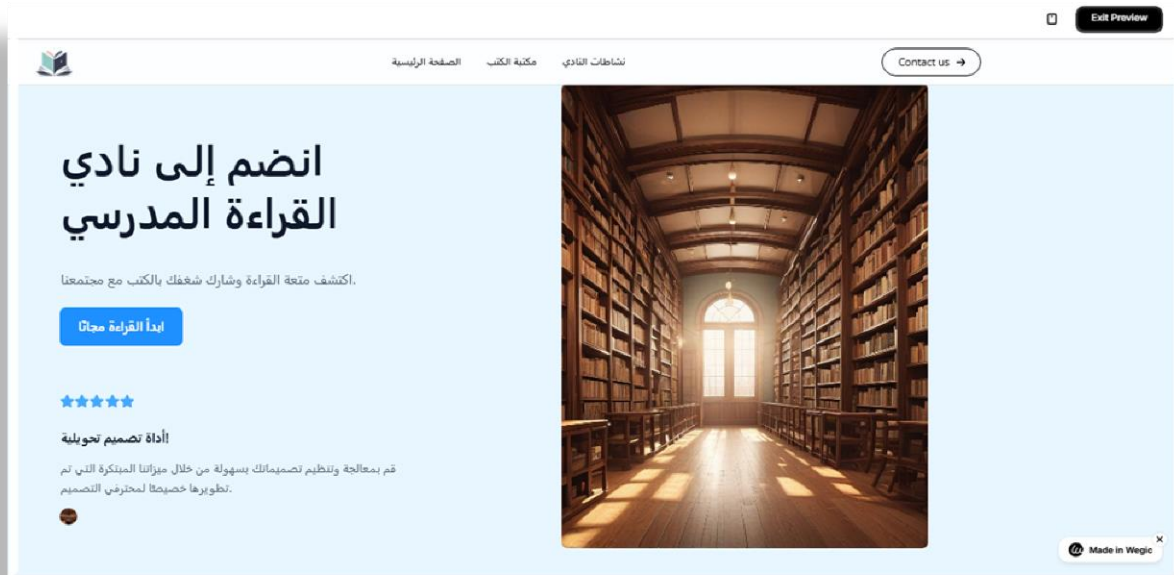 Exit Preview
الصفحة الرئيسية
مكتبة الكتب
نشاطات النادي
Contact us →
انضم إلى نادي
القراءة المدرسي
اكتشف متعة القراءة وشارك شغفك بالكتب مع مجتمعنا.
ابدأ القراءة مجانًا
أداة تصميم تحويلية!
قم بمعالجة وتنظيم تصميماتك بسهولة من خلال ميزاتنا المبتكرة التي تم
تطويرها خصيصًا لمحترفي التصميم.
Made in Wegic